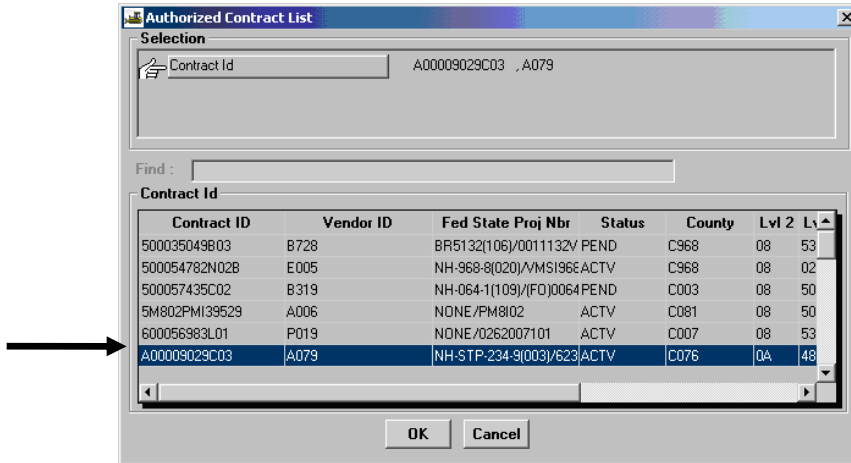 Authorized Contract List
Selection
Contract Id A00009029C03 , A079
Find :
Contract Id
Contract ID Vendor ID Fed State Proj Nbr Status County Lvl 2 Lv
500035049B03 B728 BR5132(106)/0011132V PEND C968 08 53
500054782N02B E005 NH-968-8(020)/VMSI968 ACTV C968 08 02
500057435C02 B319 NH-064-1(109)/(FO)0064 PEND C003 08 50
5M802PMI39529 A006 NONE/PM8I02 ACTV C081 08 50
600056983L01 P019 NONE/0262007101 ACTV C007 08 53
A00009029C03 A079 NH-STP-234-9(003)/623 ACTV C076 0A 48
OK Cancel